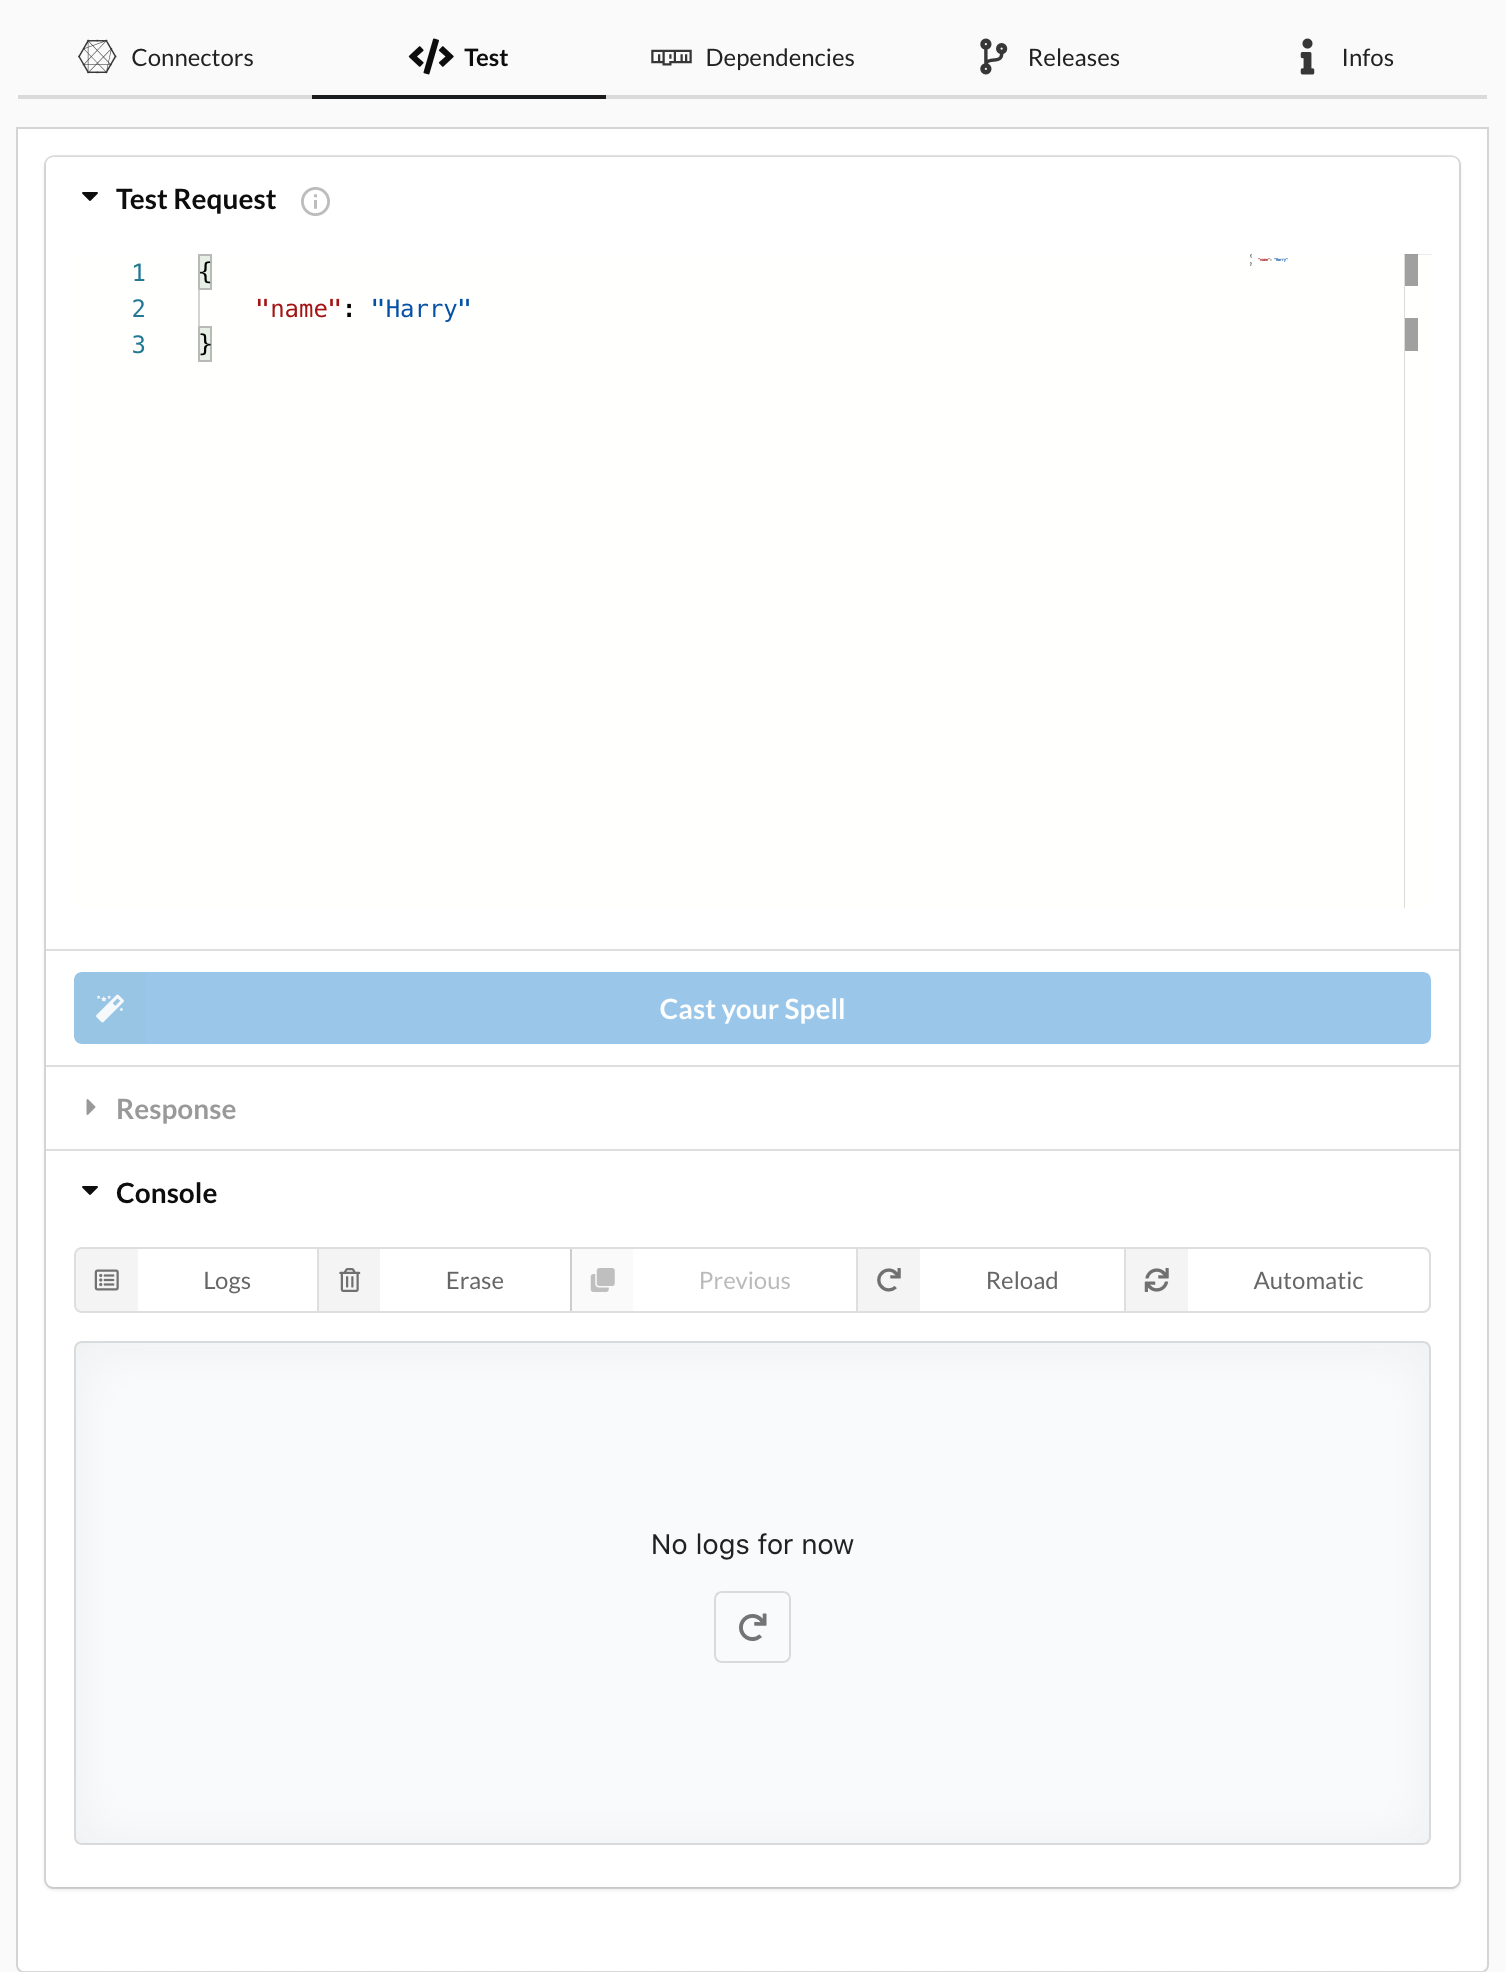 Connectors
Test
Dependencies
Releases
Infos
Test Request
1 {
2 "name": "Harry"
3 }
Cast your Spell
Response
Console
Logs
Erase
Previous
Reload
Automatic
No logs for now